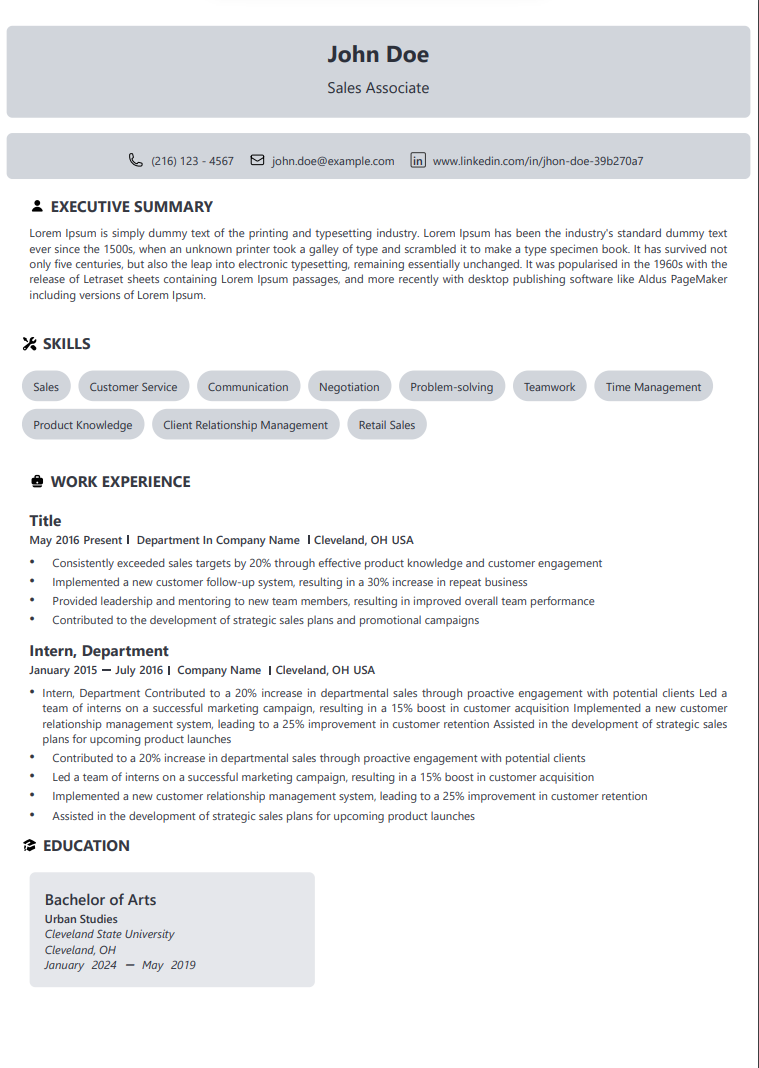 John Doe
Sales Associate
(216) 123 - 4567 john.doe@example.com www.linkedin.com/in/jhon-doe-39b270a7
EXECUTIVE SUMMARY
Lorem Ipsum is simply dummy text of the printing and typesetting industry. Lorem Ipsum has been the industry's standard dummy text
ever since the 1500s, when an unknown printer took a galley of type and scrambled it to make a type specimen book. It has survived not
only five centuries, but also the leap into electronic typesetting, remaining essentially unchanged. It was popularised in the 1960s with the
release of Letraset sheets containing Lorem Ipsum passages, and more recently with desktop publishing software like Aldus PageMaker
including versions of Lorem Ipsum.
SKILLS
Sales Customer Service Communication Negotiation Problem-solving Teamwork Time Management
Product Knowledge Client Relationship Management Retail Sales
WORK EXPERIENCE
Title
May 2016 Present | Department In Company Name | Cleveland, OH USA
• Consistently exceeded sales targets by 20% through effective product knowledge and customer engagement
• Implemented a new customer follow-up system, resulting in a 30% increase in repeat business
• Provided leadership and mentoring to new team members, resulting in improved overall team performance
• Contributed to the development of strategic sales plans and promotional campaigns
Intern, Department
January 2015 — July 2016 | Company Name | Cleveland, OH USA
• Intern, Department Contributed to a 20% increase in departmental sales through proactive engagement with potential clients Led a
team of interns on a successful marketing campaign, resulting in a 15% boost in customer acquisition Implemented a new customer
relationship management system, leading to a 25% improvement in customer retention Assisted in the development of strategic sales
plans for upcoming product launches
• Contributed to a 20% increase in departmental sales through proactive engagement with potential clients
• Led a team of interns on a successful marketing campaign, resulting in a 15% boost in customer acquisition
• Implemented a new customer relationship management system, leading to a 25% improvement in customer retention
• Assisted in the development of strategic sales plans for upcoming product launches
EDUCATION
Bachelor of Arts
Urban Studies
Cleveland State University
Cleveland, OH
January 2024 — May 2019